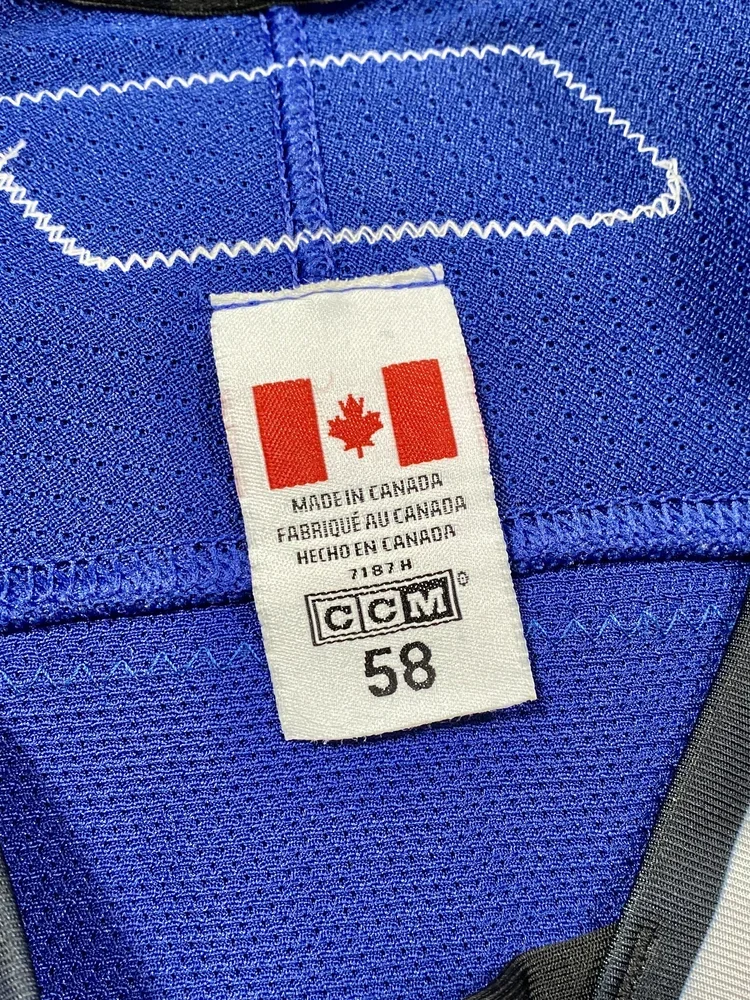 MADE IN CANADA
FABRIQUÉ AU CANADA
HECHO EN CANADA
7187 H
CCM
58